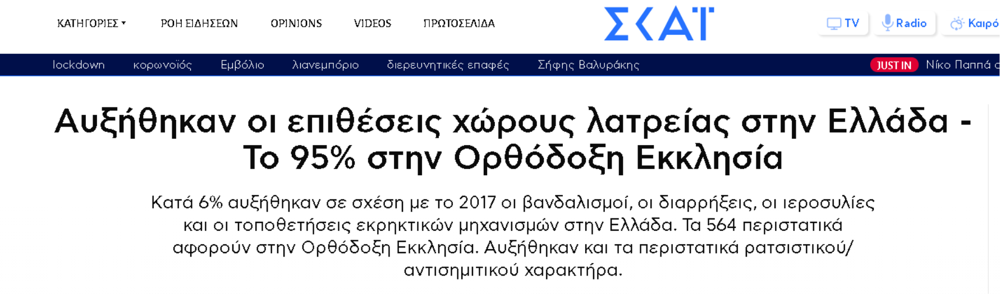 ΚΑΤΗΓΟΡΙΕΣ ΡΟΗ ΕΙΔΗΣΕΩΝ OPINIONS VIDEOS ΠΡΩΤΟΣΕΛΙΔΑ ΣΚΑΪ TV Radio
lockdown κορωνοϊός Εμβόλιο λιανεμπόριο διερευνητικές επαφές Σήφης Βαλυράκης JUST IN Νίκο Παππά
Αυξήθηκαν οι επιθέσεις χώρους λατρείας στην Ελλάδα -
Το 95% στην Ορθόδοξη Εκκλησία
Κατά 6% αυξήθηκαν σε σχέση με το 2017 οι βανδαλισμοί, οι διαρρήξεις, οι ιεροσυλίες
και οι τοποθετήσεις εκρηκτικών μηχανισμών στην Ελλάδα. Τα 564 περιστατικά
αφορούν στην Ορθόδοξη Εκκλησία. Αυξήθηκαν και τα περιστατικά ρατσιστικού/
αντισημιτικού χαρακτήρα.